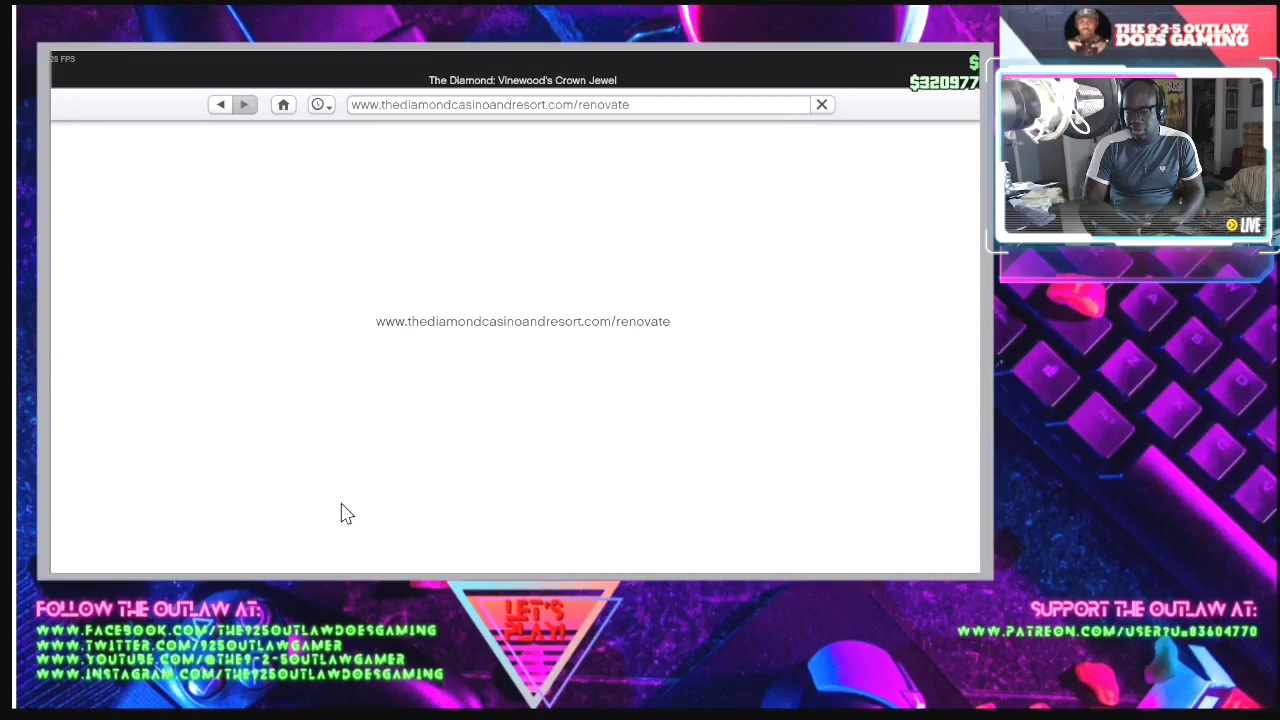 28 FPS
The Diamond: Vinewood's Crown Jewel
$
$320977
www.thediamondcasinoandresort.com/renovate
www.thediamondcasinoandresort.com/renovate
THE 9-2-5 OUTLAW
DOES GAMING
LIVE
FOLLOW THE OUTLAW AT:
WWW.FACEBOOK.COM/THE925OUTLAWDOESGAMING
WWW.TWITTER.COM/925OUTLAWGAMER
WWW.YOUTUBE.COM/@THE9-2-5OUTLAWGAMER
WWW.INSTAGRAM.COM/THE925OUTLAWDOESGAMING
LET'S
PLAY!
SUPPORT THE OUTLAW AT:
WWW.PATREON.COM/USER?U=83604770